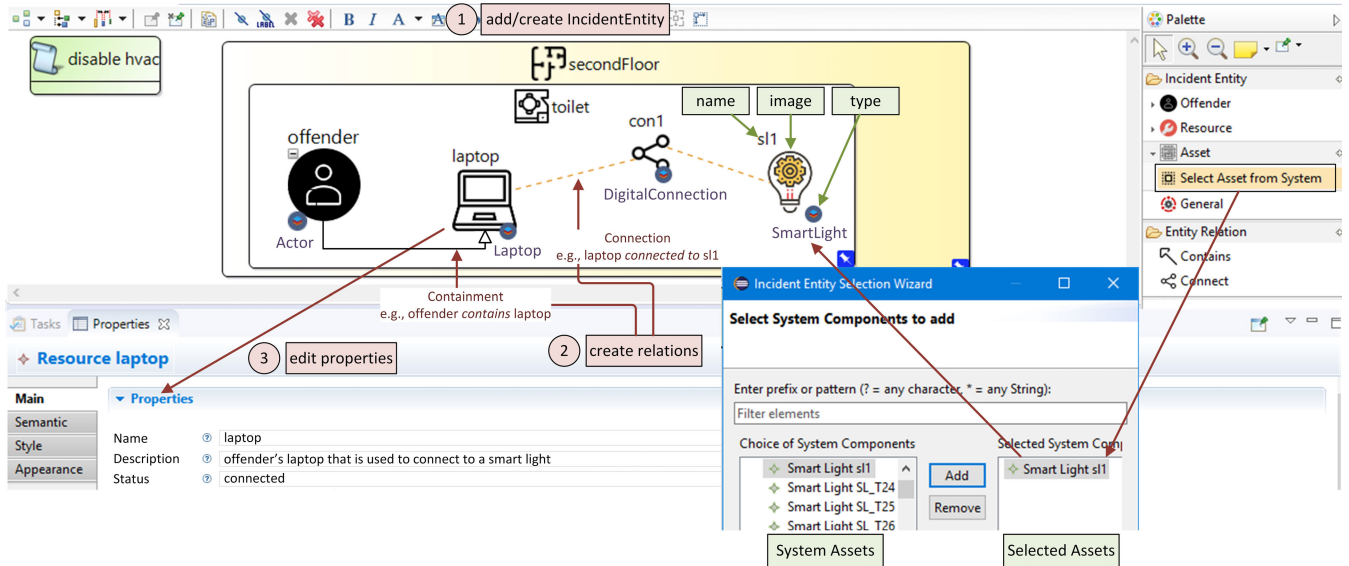 LABEL
B I A
1
add/create IncidentEntity
disable hvac
secondFloor
toilet
name
image
type
offender
laptop
con1
sl1
Actor
Laptop
DigitalConnection
SmartLight
Connection
e.g., laptop connected to sl1
Containment
e.g., offender contains laptop
Palette
Incident Entity
Offender
Resource
Asset
Select Asset from System
General
Entity Relation
Contains
Connect
Tasks
Properties
Resource laptop
3
edit properties
2
create relations
Main
Semantic
Style
Appearance
Properties
Name
laptop
Description
offender's laptop that is used to connect to a smart light
Status
connected
Incident Entity Selection Wizard
Select System Components to add
Enter prefix or pattern (? = any character, * = any String):
Filter elements
Choice of System Components
Smart Light sl1
Smart Light SL_T24
Smart Light SL_T25
Smart Light SL_T26
Add
Remove
Selected System Comp
Smart Light sl1
System Assets
Selected Assets